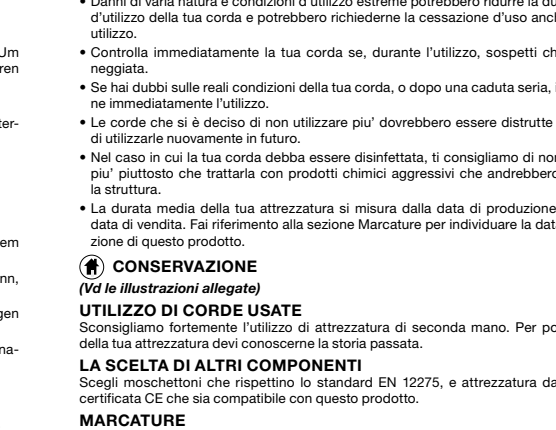 Um
ren
ter-
em
nn,
gen
na-
• Danni di varia natura e condizioni d'utilizzo estreme potrebbero ridurre la du
d'utilizzo della tua corda e potrebbero richiederne la cessazione d'uso anch
utilizzo.
• Controlla immediatamente la tua corda se, durante l'utilizzo, sospetti ch
neggiata.
• Se hai dubbi sulle reali condizioni della tua corda, o dopo una caduta seria, i
ne immediatamente l'utilizzo.
• Le corde che si è deciso di non utilizzare piu' dovrebbero essere distrutte
di utilizzarle nuovamente in futuro.
• Nel caso in cui la tua corda debba essere disinfettata, ti consigliamo di non
piu' piuttosto che trattarla con prodotti chimici aggressivi che andrebbero
la struttura.
• La durata media della tua attrezzatura si misura dalla data di produzione
data di vendita. Fai riferimento alla sezione Marcature per individuare la data
zione di questo prodotto.
CONSERVAZIONE
(Vd le illustrazioni allegate)
UTILIZZO DI CORDE USATE
Sconsigliamo fortemente l'utilizzo di attrezzatura di seconda mano. Per po
della tua attrezzatura devi conoscerne la storia passata.
LA SCELTA DI ALTRI COMPONENTI
Scegli moschettoni che rispettino lo standard EN 12275, e attrezzatura da
certificata CE che sia compatibile con questo prodotto.
MARCATURE